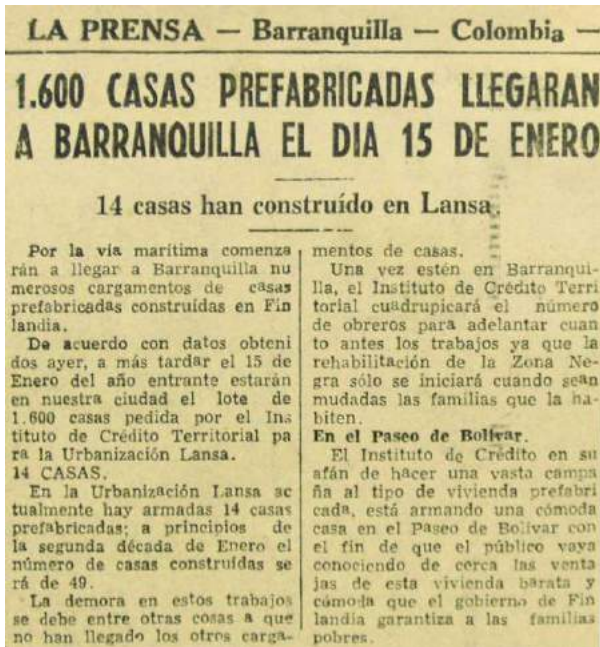 LA PRENSA — Barranquilla — Colombia —
1.600 CASAS PREFABRICADAS LLEGARAN
A BARRANQUILLA EL DIA 15 DE ENERO
14 casas han construído en Lansa.
Por la vía marítima comenza
rán a llegar a Barranquilla nu
merosos cargamentos de casas
prefabricadas construídas en Fin
landia.
De acuerdo con datos obteni
dos ayer, a más tardar el 15 de
Enero del año entrante estarán
en nuestra ciudad el lote de
1.600 casas pedida por el Ins
tituto de Crédito Territorial pa
ra la Urbanización Lansa.
14 CASAS.
En la Urbanización Lansa ac
tualmente hay armadas 14 casas
prefabricadas; a principios de
la segunda década de Enero el
número de casas construídas se
rá de 49.
La demora en estos trabajos
se debe entre otras cosas a que
no han llegado los otros carga-
mentos de casas.
Una vez estén en Barranqui-
lla, el Instituto de Crédito Terri
torial cuadrupicará el número
de obreros para adelantar cuan
to antes los trabajos ya que la
rehabilitación de la Zona Ne-
gra sólo se iniciará cuando sean
mudadas las familias que la ha-
biten.
En el Paseo de Bolívar.
El Instituto de Crédito en su
afán de hacer una vasta campa
ña al tipo de vivienda prefabri
cada, está armando una cómoda
casa en el Paseo de Bolívar con
el fin de que el público vaya
conociendo de cerca las venta
jas de esta vivienda barata y
cómoda que el gobierno de Fin
landia garantiza a las familias
pobres.